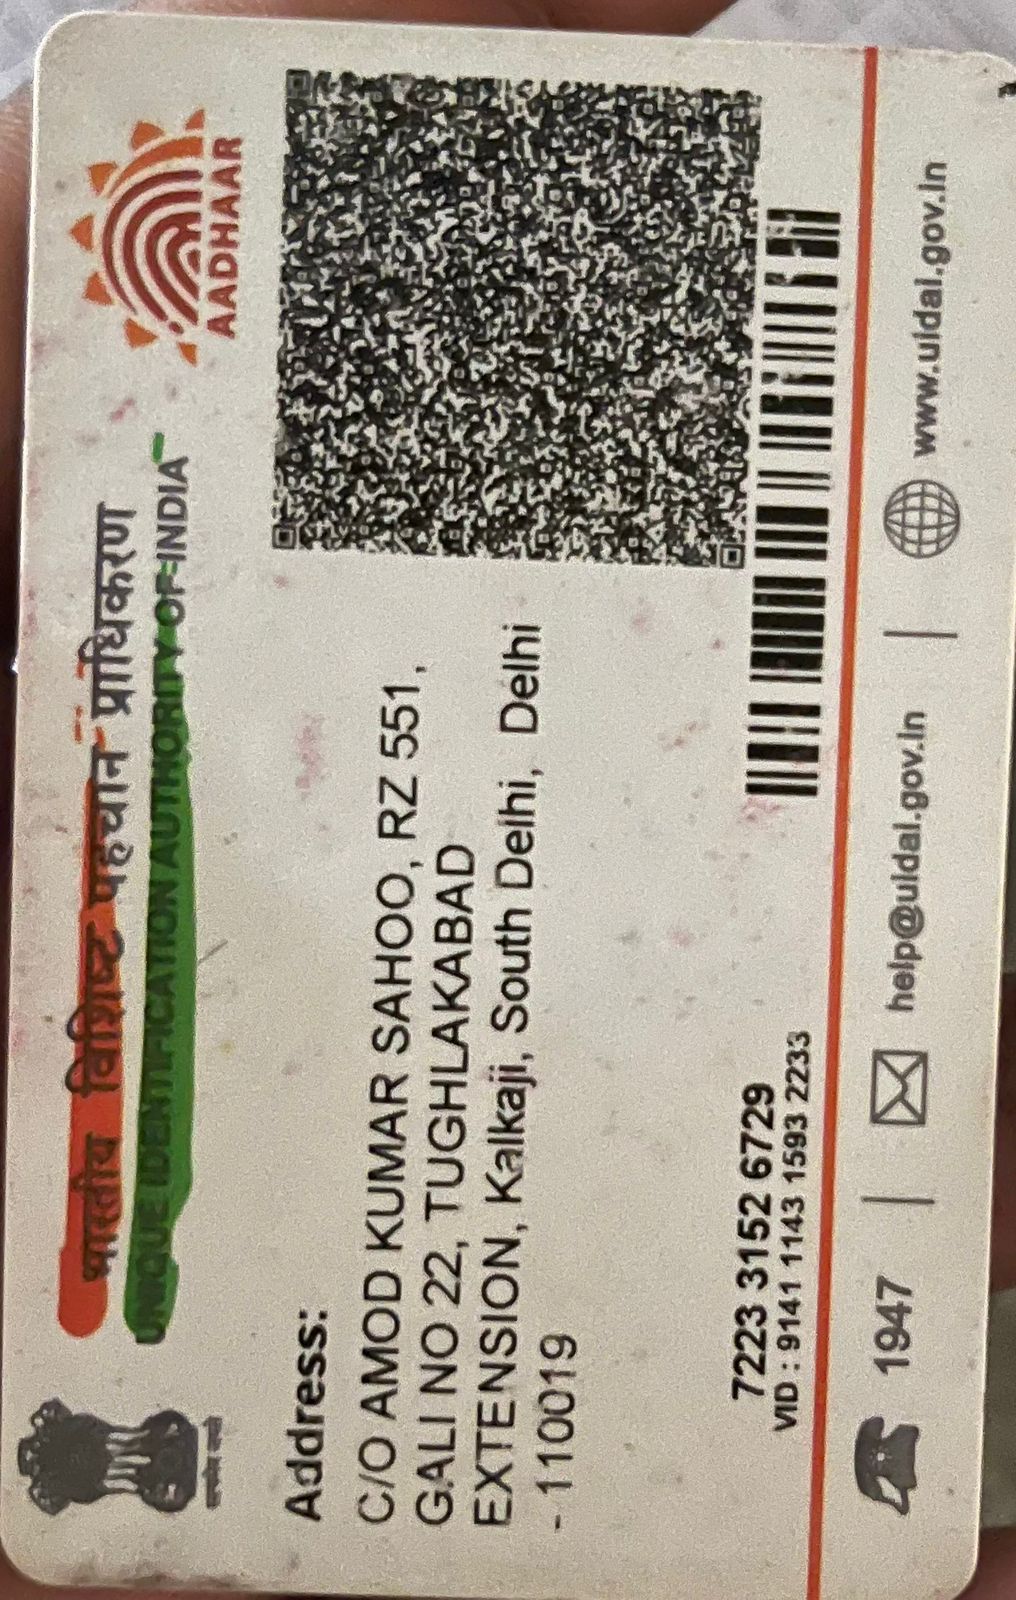 भारतीय विशिष्ट पहचान प्राधिकरण
UNIQUE IDENTIFICATION AUTHORITY OF INDIA
AADHAAR
Address:
C/O AMOD KUMAR SAHOO, RZ 551,
GALI NO 22, TUGHLAKABAD
EXTENSION, Kalkaji, South Delhi, Delhi
- 110019
7223 3152 6729
VID : 9141 1143 1593 2233
1947 | help@uidai.gov.in | www.uidai.gov.in